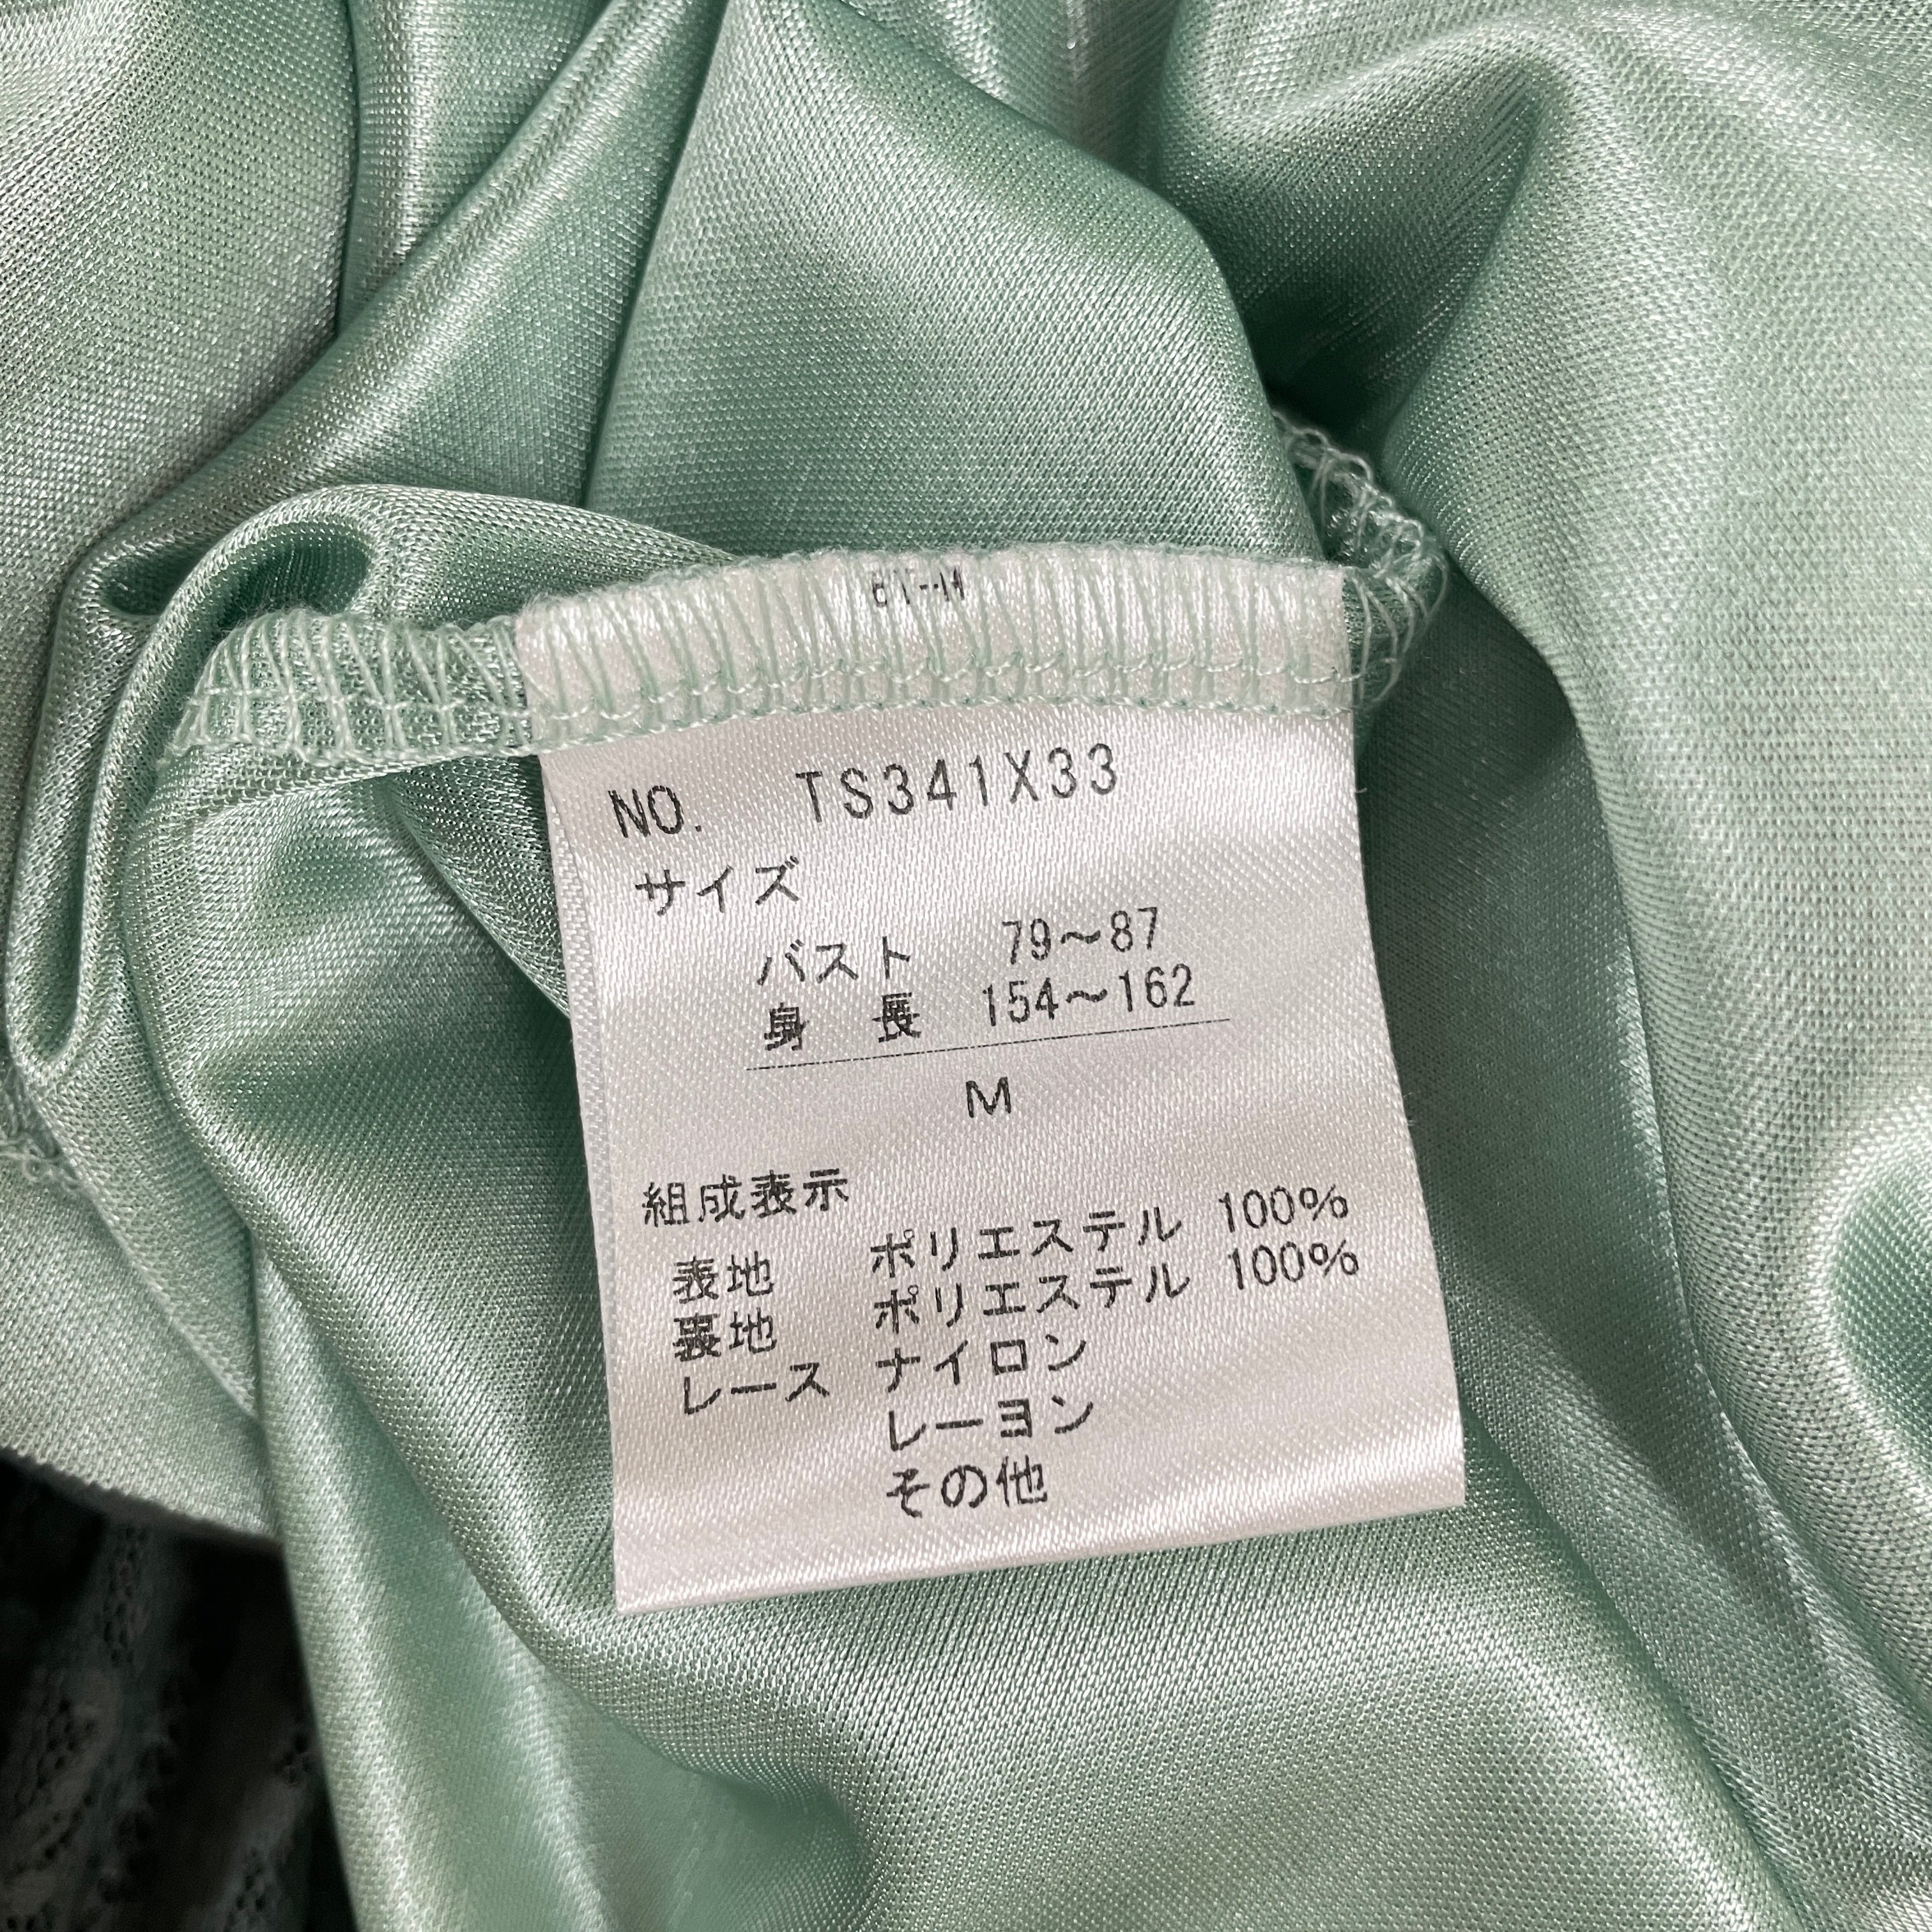 NO. TS341X33
サイズ
バスト 79〜87
身長 154〜162
M
組成表示
表地 ポリエステル 100%
裏地 ポリエステル 100%
レース ナイロン
レーヨン
その他